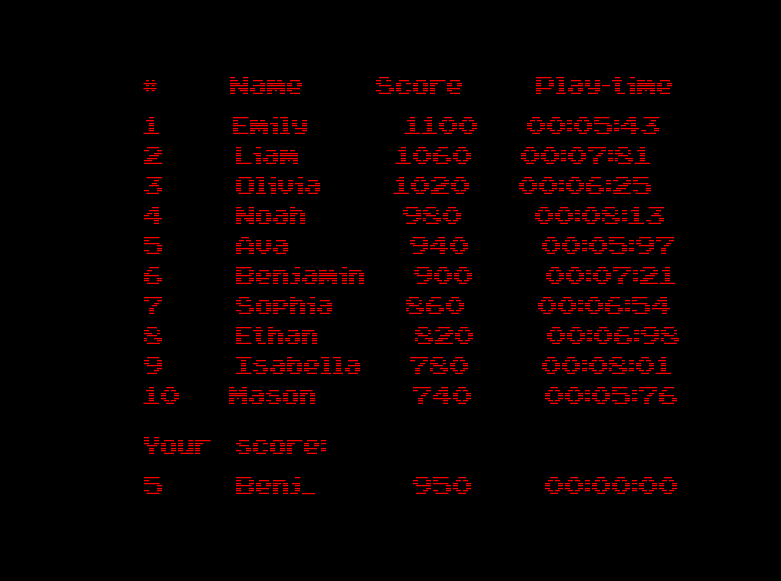 # Name Score Play-time
1 Emily 1100 00:05:43
2 Liam 1060 00:07:81
3 Olivia 1020 00:06:25
4 Noah 980 00:08:13
5 Ava 940 00:05:97
6 Benjamin 900 00:07:21
7 Sophia 860 00:06:54
8 Ethan 820 00:06:98
9 Isabella 780 00:08:01
10 Mason 740 00:05:76
Your score:
5 Benj_ 950 00:00:00